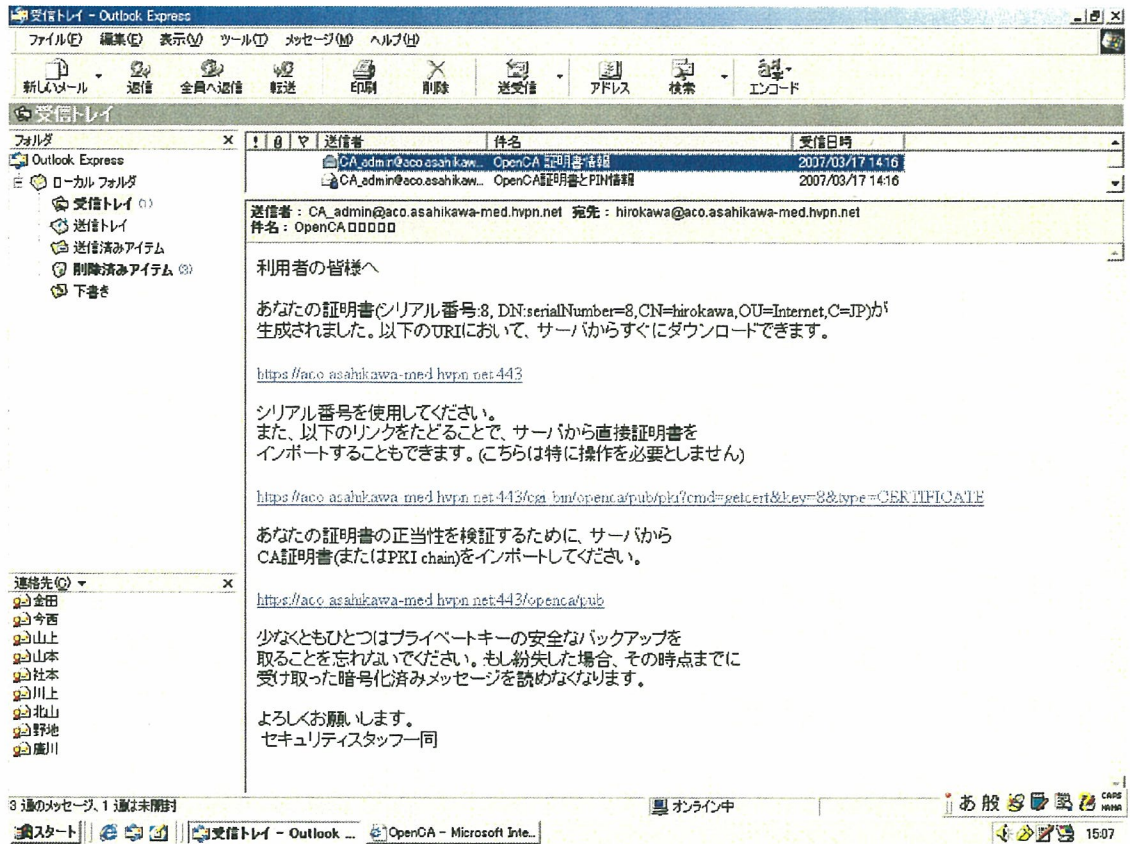 受信トレイ - Outlook Express
ファイル(F) 編集(E) 表示(V) ツール(T) メッセージ(M) ヘルプ(H)
新しいメール 返信 全員へ返信 転送 印刷 削除 送受信 アドレス 検索 エンコード
受信トレイ
フォルダ ×
Outlook Express
ローカル フォルダ
受信トレイ (1)
送信トレイ
送信済みアイテム
削除済みアイテム (3)
下書き
! 送信者 件名 受信日時
CA_admin@aco.asahikaw... OpenCA 証明書情報 2007/03/17 14:16
CA_admin@aco.asahikaw... OpenCA証明書とPIN情報 2007/03/17 14:16
送信者: CA_admin@aco.asahikawa-med.hvpn.net 宛先: hirokawa@aco.asahikawa-med.hvpn.net
件名: OpenCA□□□□□
利用者の皆様へ
あなたの証明書(シリアル番号:8, DN:serialNumber=8,CN=hirokawa,OU=Internet,C=JP)が
生成されました。以下のURIにおいて、サーバからすぐにダウンロードできます。
https://aco.asahikawa-med.hvpn.net:443
シリアル番号を使用してください。
また、以下のリンクをたどることで、サーバから直接証明書を
インポートすることもできます。(こちらは特に操作を必要としません)
https://aco.asahikawa-med.hvpn.net:443/cgi-bin/openca/pub/pki?cmd=getcert&key=8&type=CERTIFICATE
あなたの証明書の正当性を検証するために、サーバから
CA証明書(またはPKI chain)をインポートしてください。
https://aco.asahikawa-med.hvpn.net:443/openca/pub
少なくともひとつはプライベートキーの安全なバックアップを
取ることを忘れないでください。もし紛失した場合、その時点までに
受け取った暗号化済みメッセージを読めなくなります。
よろしくお願いします。
セキュリティスタッフ一同
連絡先(C) ×
金田
今西
山上
山本
社本
川上
北山
野地
廣川
3 通のメッセージ、1 通は未開封
オンライン中
あ 般 CAPS
KANA
スタート 受信トレイ - Outlook ... OpenCA - Microsoft Inte...
15:07